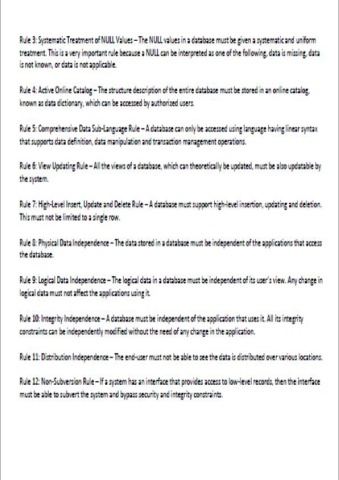 Rule 3: Systematic Treatment of NULL Values – The NULL values in a database must be given a systematic and uniform
treatment. This is a very important rule because a NULL can be interpreted as one of the following, data is missing, data
is not known, or data is not applicable.
Rule 4: Active Online Catalog – The structure description of the entire database must be stored in an online catalog,
known as data dictionary, which can be accessed by authorized users.
Rule 5: Comprehensive Data Sub-Language Rule – A database can only be accessed using language having linear syntax
that supports data definition, data manipulation and transaction management operations.
Rule 6: View Updating Rule – All the views of a database, which can theoretically be updated, must be also updatable by
the system.
Rule 7: High-Level Insert, Update and Delete Rule – A database must support high-level insertion, updating and deletion.
This must not be limited to a single row.
Rule 8: Physical Data Independence – The data stored in a database must be independent of the applications that access
the database.
Rule 9: Logical Data Independence – The logical data in a database must be independent of its user's view. Any change in
logical data must not affect the applications using it.
Rule 10: Integrity Independence – A database must be independent of the application that uses it. All its integrity
constraints can be independently modified without the need of any change in the application.
Rule 11: Distribution Independence – The end-user must not be able to see the data is distributed over various locations.
Rule 12: Non-Subversion Rule – If a system has an interface that provides access to low-level records, then the interface
must be able to subvert the system and bypass security and integrity constraints.